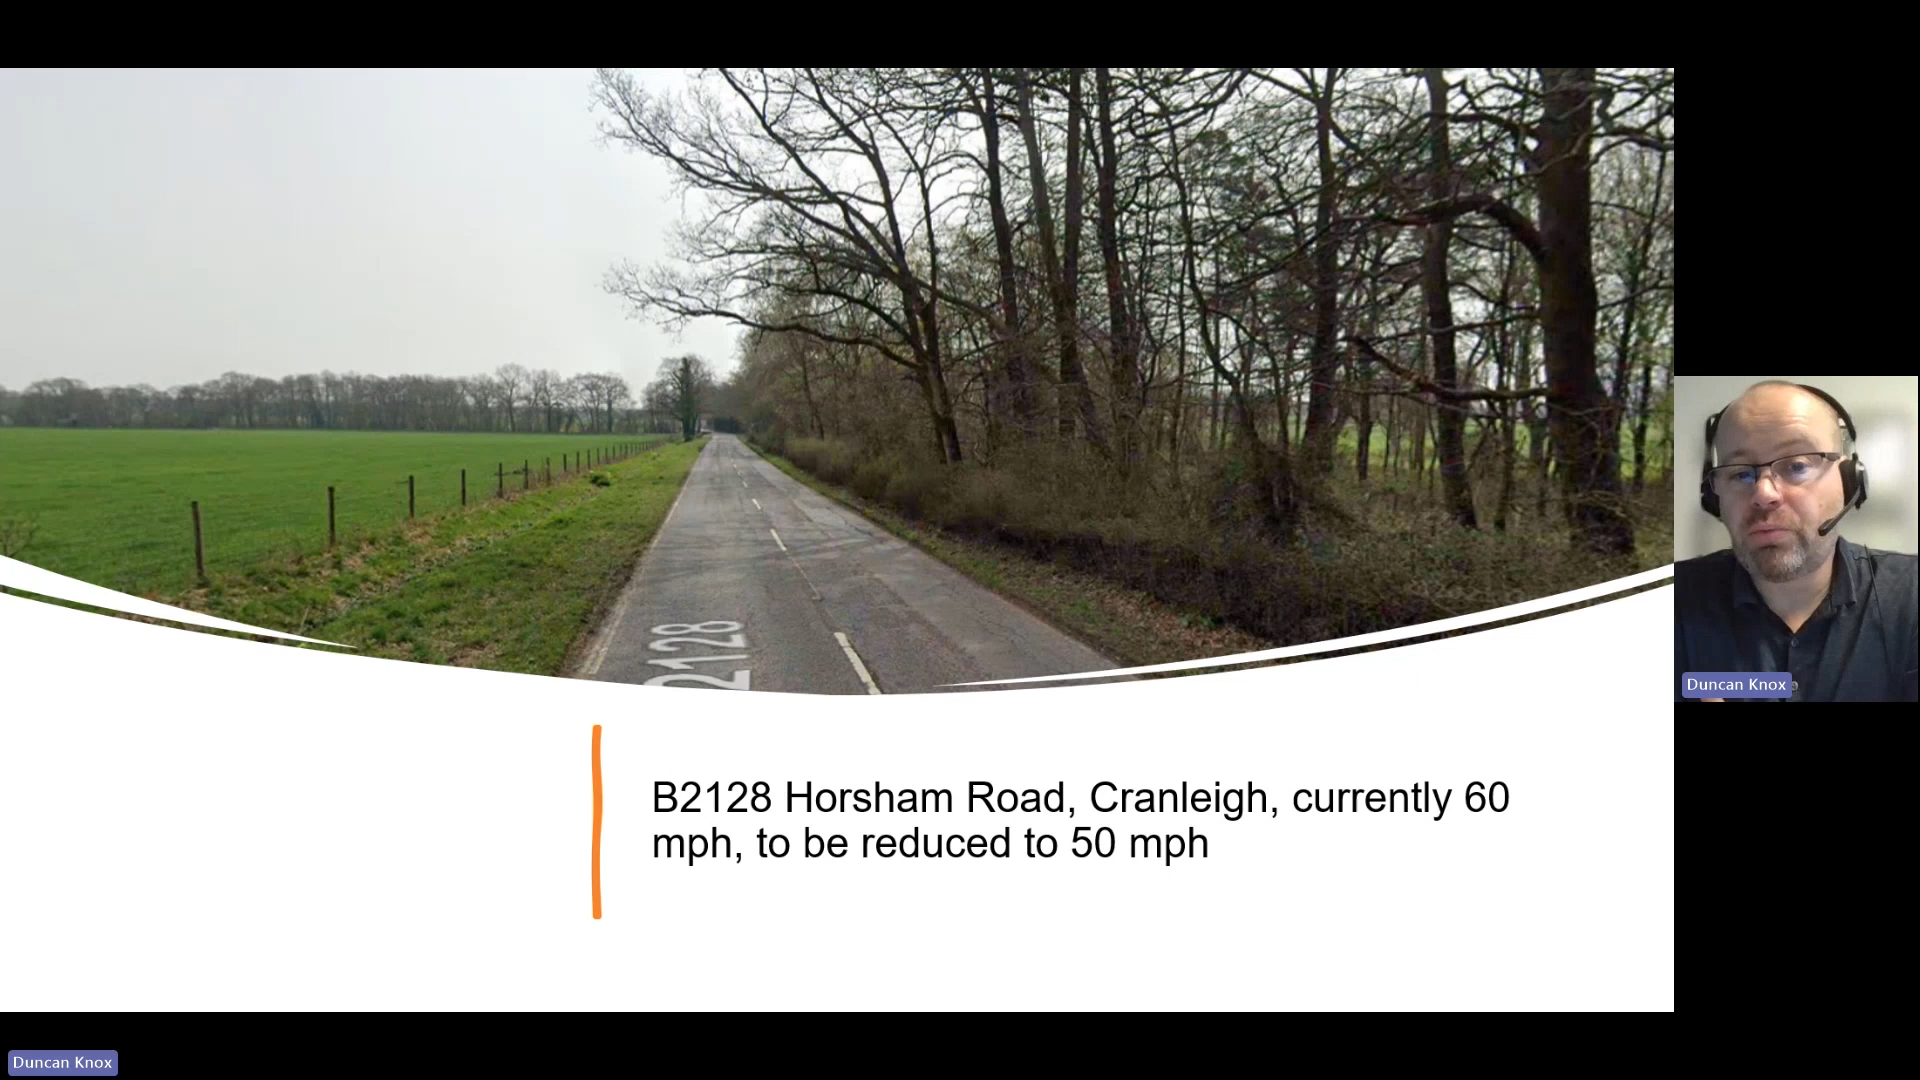 2128
B2128 Horsham Road, Cranleigh, currently 60
mph, to be reduced to 50 mph
Duncan Knox
Duncan Knox